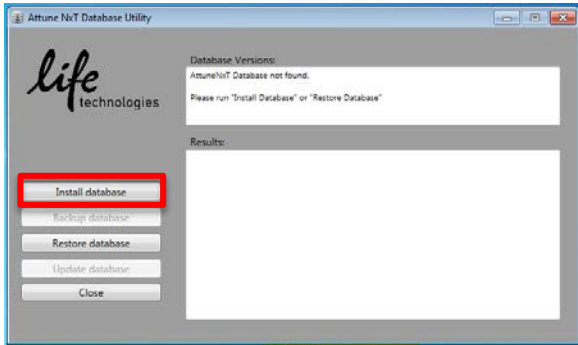 Attune NxT Database Utility
life
technologies
Database Versions:
AttuneNxT Database not found.
Please run "Install Database" or "Restore Database"
Results:
Install database
Backup database
Restore database
Update database
Close